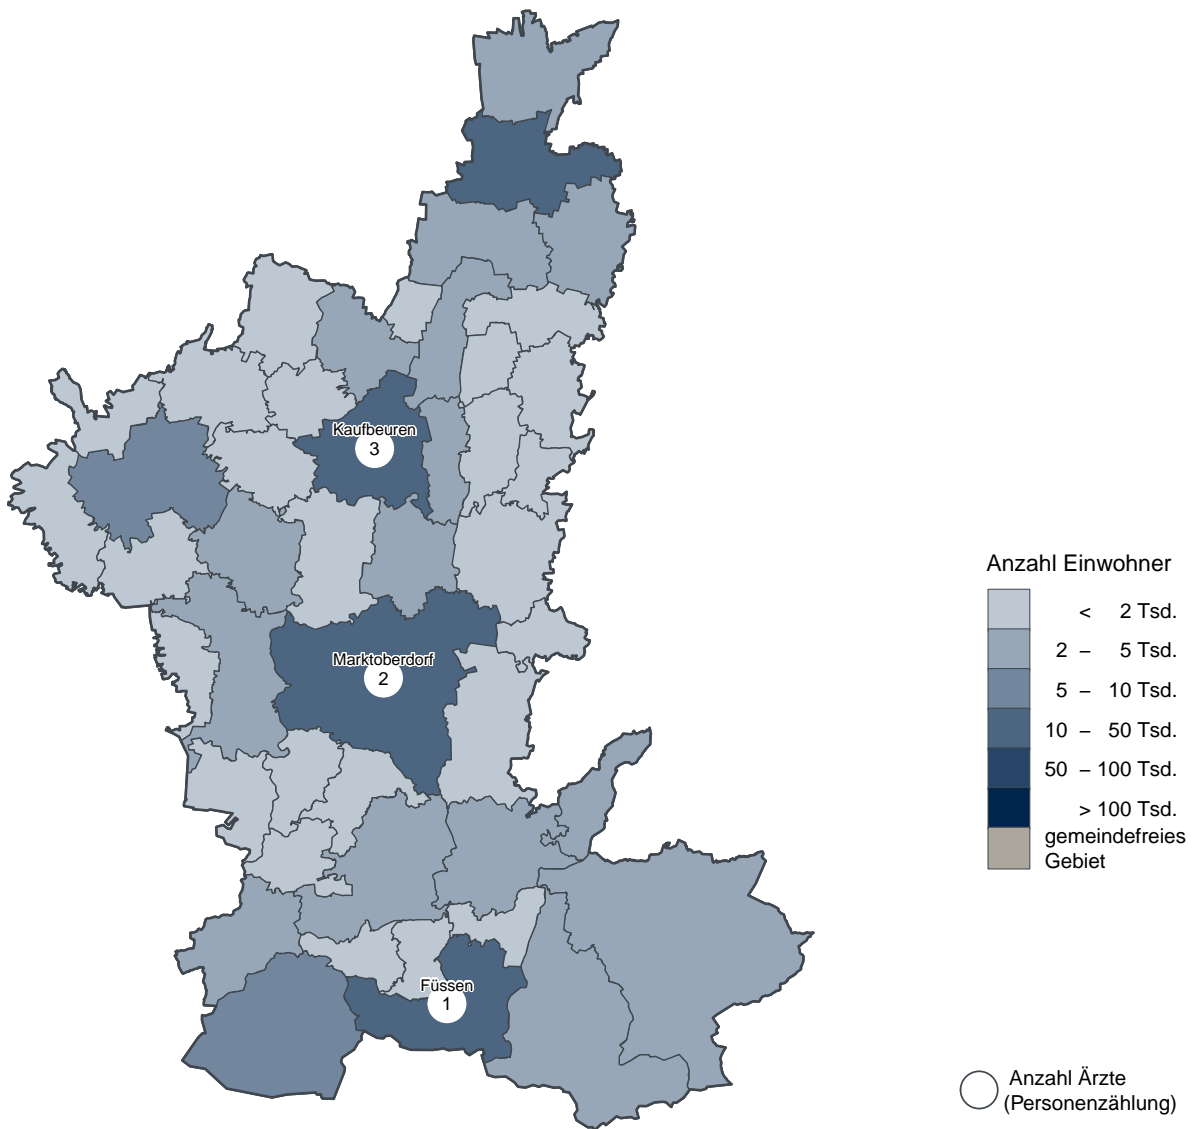 Kaufbeuren
3
Marktoberdorf
2
Füssen
1
Anzahl Einwohner
< 2 Tsd.
2 – 5 Tsd.
5 – 10 Tsd.
10 – 50 Tsd.
50 – 100 Tsd.
> 100 Tsd.
gemeindefreies
Gebiet
Anzahl Ärzte
(Personenzählung)